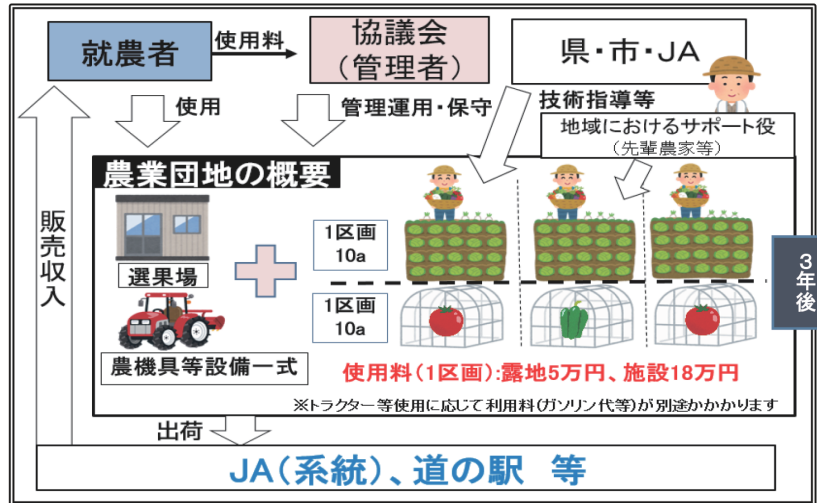 就農者
使用料
協議会
(管理者)
県・市・JA
使用
管理運用・保守
技術指導等
地域におけるサポート役
(先輩農家等)
農業団地の概要
販売収入
選果場
農機具等設備一式
1区画
10a
1区画
10a
3年後
使用料(1区画):露地5万円、施設18万円
※トラクター等使用に応じて利用料(ガソリン代等)が別途かかります
出荷
JA(系統)、道の駅 等